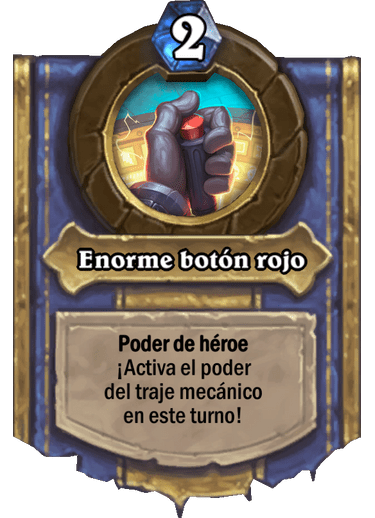 2
Enorme botón rojo
Poder de héroe
¡Activa el poder
del traje mecánico
en este turno!